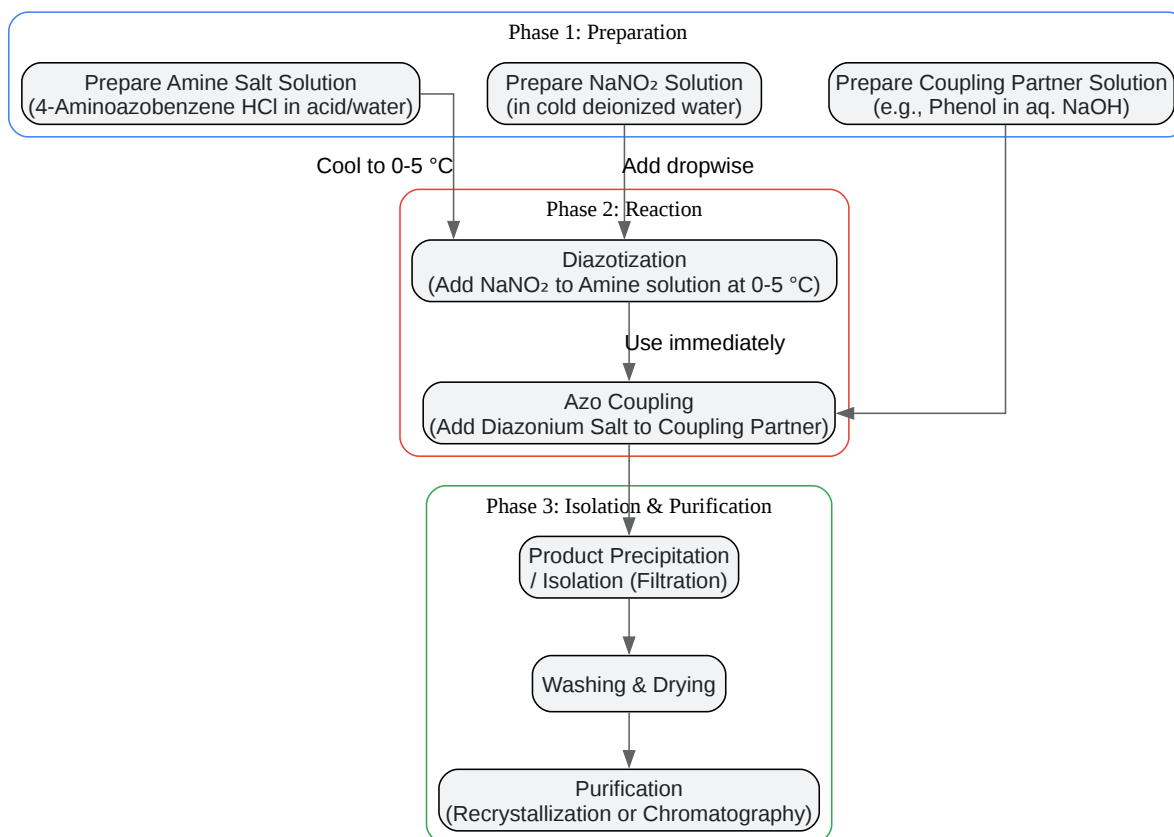 Phase 1: Preparation
Prepare Amine Salt Solution
(4-Aminoazobenzene HCl in acid/water)
Prepare NaNO₂ Solution
(in cold deionized water)
Prepare Coupling Partner Solution
(e.g., Phenol in aq. NaOH)
Cool to 0-5 °C
Add dropwise
Phase 2: Reaction
Diazotization
(Add NaNO₂ to Amine solution at 0-5 °C)
Use immediately
Azo Coupling
(Add Diazonium Salt to Coupling Partner)
Phase 3: Isolation & Purification
Product Precipitation
/ Isolation (Filtration)
Washing & Drying
Purification
(Recrystallization or Chromatography)